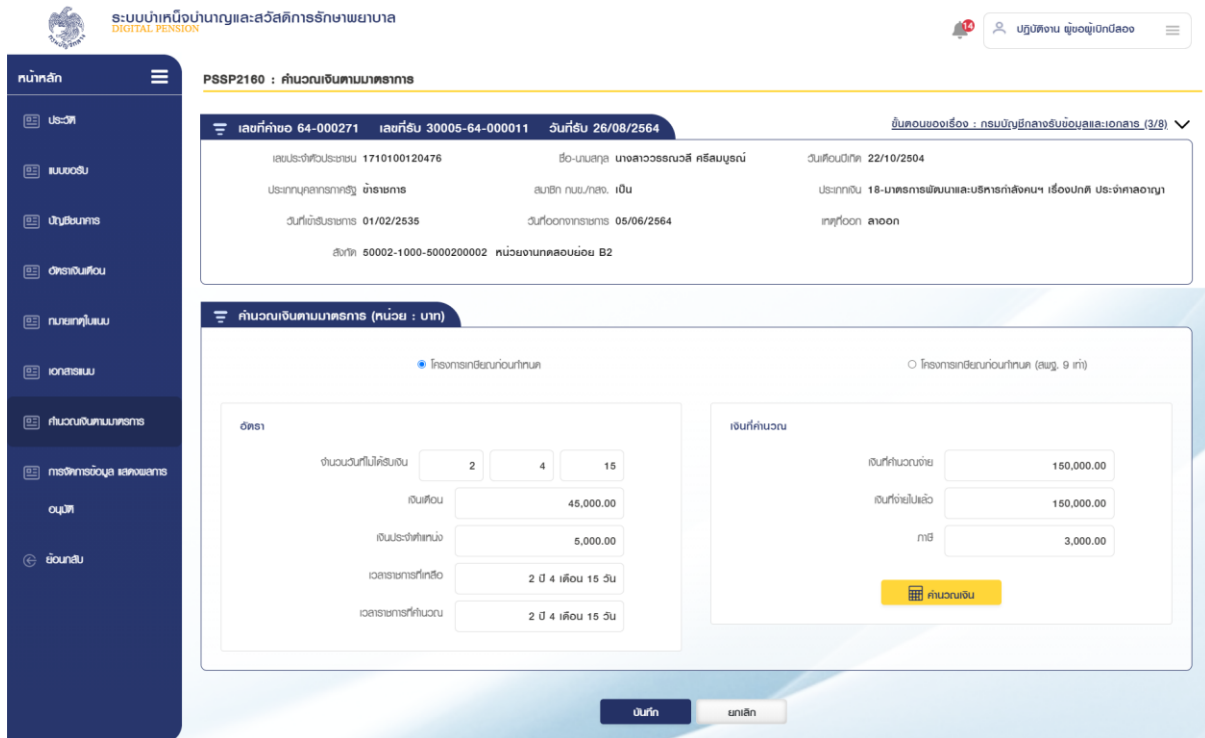 ระบบบำเหน็จบำนาญและสวัสดิการรักษาพยาบาล
DIGITAL PENSION
กรมบัญชีกลาง
14
ปฏิบัติงาน ผู้ขอผู้เบิกปีสอง
หน้าหลัก
ประวัติ
แบบขอรับ
บัญชีธนาคาร
อัตราเงินเดือน
หมายเหตุใบแนบ
เอกสารแนบ
คำนวณเงินตามมาตรการ
การจัดการข้อมูล แสดงผลการ
อนุมัติ
ย้อนกลับ
PSSP2160 : คำนวณเงินตามมาตราการ
เลขที่คำขอ 64-000271 เลขที่รับ 30005-64-000011 วันที่รับ 26/08/2564
ขั้นตอนของเรื่อง : กรมบัญชีกลางรับข้อมูลและเอกสาร (3/8)
เลขประจำตัวประชาชน 1710100120476 ชื่อ-นามสกุล นางสาววรรณวลี ศรีสมบูรณ์ วันเดือนปีเกิด 22/10/2504
ประเภทบุคลากรภาครัฐ ข้าราชการ สมาชิก กบข./กสจ. เป็น ประเภทเงิน 18-มาตรการพัฒนาและบริหารกำลังคนฯ เรื่องปกติ ประจำศาลอาญา
วันที่เข้ารับราชการ 01/02/2535 วันที่ออกจากราชการ 05/06/2564 เหตุที่ออก ลาออก
สังกัด 50002-1000-5000200002 หน่วยงานทดสอบย่อย B2
คำนวณเงินตามมาตรการ (หน่วย : บาท)
โครงการเกษียณก่อนกำหนด โครงการเกษียณก่อนกำหนด (สพฐ. 9 เท่า)
อัตรา
จำนวนวันที่ไม่ได้รับเงิน 2 4 15
เงินเดือน 45,000.00
เงินประจำตำแหน่ง 5,000.00
เวลาราชการที่เหลือ 2 ปี 4 เดือน 15 วัน
เวลาราชการที่คำนวณ 2 ปี 4 เดือน 15 วัน
เงินที่คำนวณ
เงินที่คำนวณจ่าย 150,000.00
เงินที่จ่ายไปแล้ว 150,000.00
ภาษี 3,000.00
คำนวณเงิน
บันทึก ยกเลิก